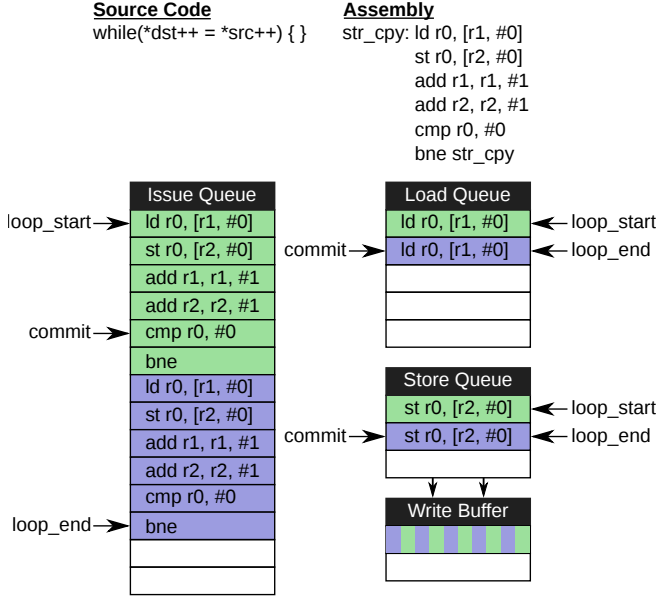 Source Code
while(*dst++ = *src++) { }
Assembly
str_cpy: ld r0, [r1, #0]
st r0, [r2, #0]
add r1, r1, #1
add r2, r2, #1
cmp r0, #0
bne str_cpy
Issue Queue
loop_start
ld r0, [r1, #0]
st r0, [r2, #0]
add r1, r1, #1
add r2, r2, #1
commit
cmp r0, #0
bne
ld r0, [r1, #0]
st r0, [r2, #0]
add r1, r1, #1
add r2, r2, #1
cmp r0, #0
loop_end
bne
Load Queue
ld r0, [r1, #0]
loop_start
commit
ld r0, [r1, #0]
loop_end
Store Queue
st r0, [r2, #0]
loop_start
commit
st r0, [r2, #0]
loop_end
Write Buffer